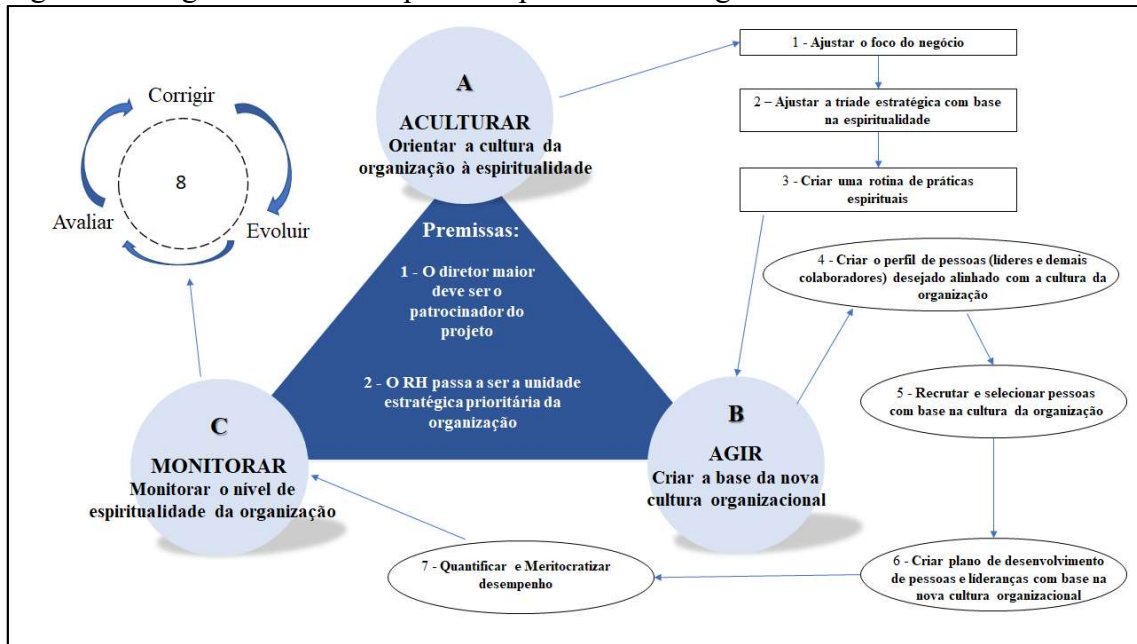 A
ACULTURAR
Orientar a cultura da
organização à espiritualidade
1 - Ajustar o foco do negócio
2 – Ajustar a tríade estratégica com base
na espiritualidade
3 - Criar uma rotina de práticas
espirituais
Corrigir
8
Avaliar
Evoluir
Premissas:
1 - O diretor maior
deve ser o
patrocinador do
projeto
2 - O RH passa a ser a unidade
estratégica prioritária da
organização
4 - Criar o perfil de pessoas (líderes e demais
colaboradores) desejado alinhado com a cultura da
organização
5 - Recrutar e selecionar pessoas
com base na cultura da organização
B
AGIR
Criar a base da nova
cultura organizacional
C
MONITORAR
Monitorar o nível de
espiritualidade da organização
6 - Criar plano de desenvolvimento
de pessoas e lideranças com base na
nova cultura organizacional
7 - Quantificar e Meritocratizar
desempenho